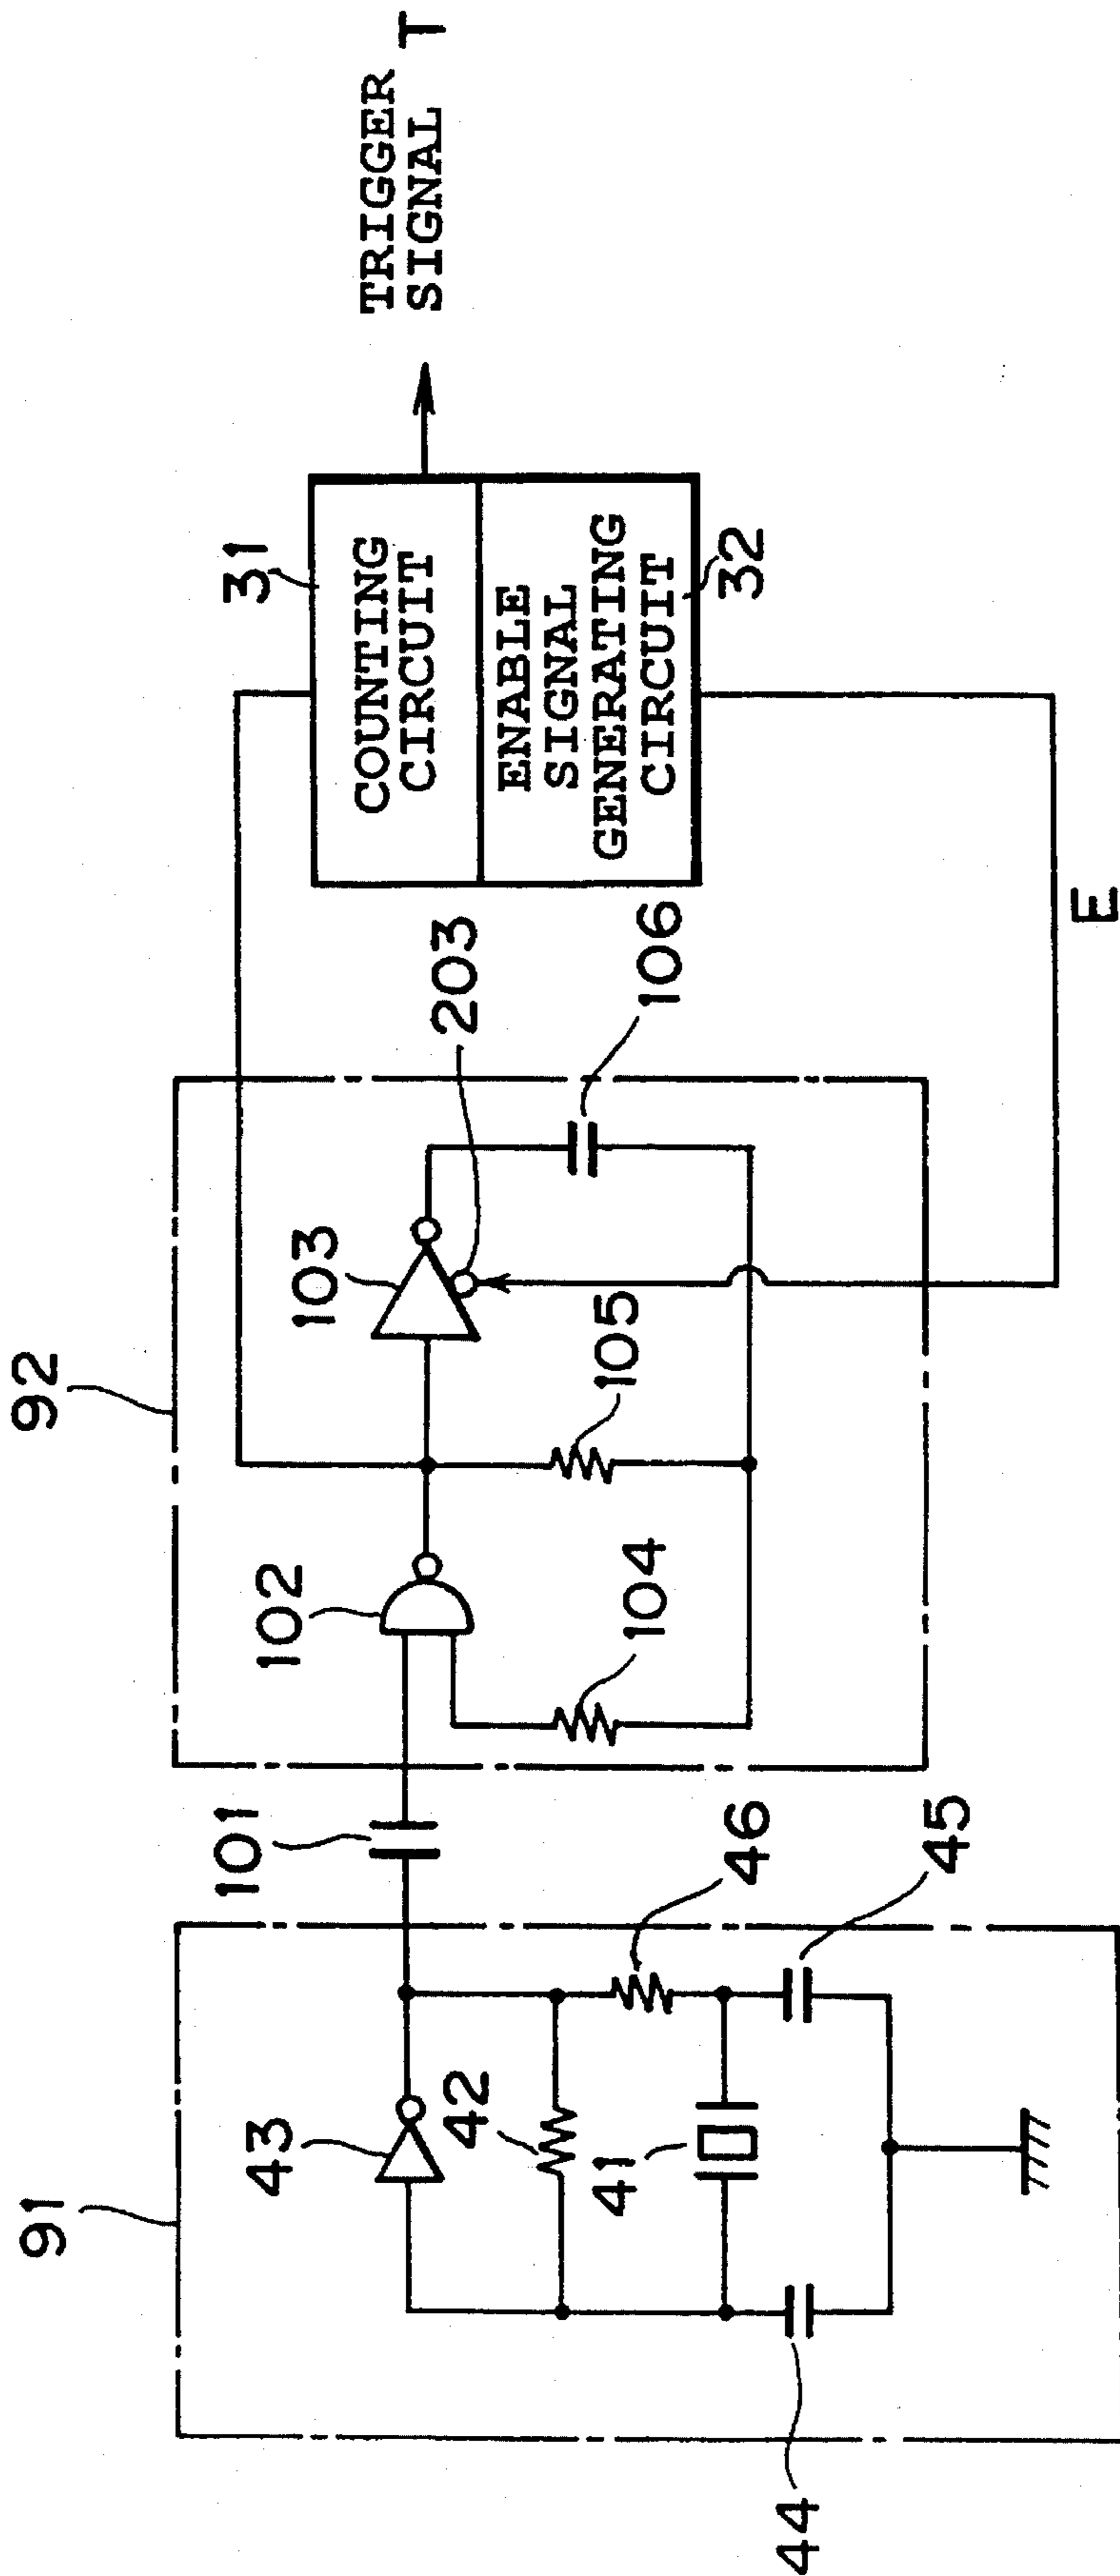 91
92
43
42
41
46
44
45
101
102
103
203
104
105
106
31
COUNTING
CIRCUIT
ENABLE
SIGNAL
GENERATING
CIRCUIT
32
E
TRIGGER
SIGNAL T